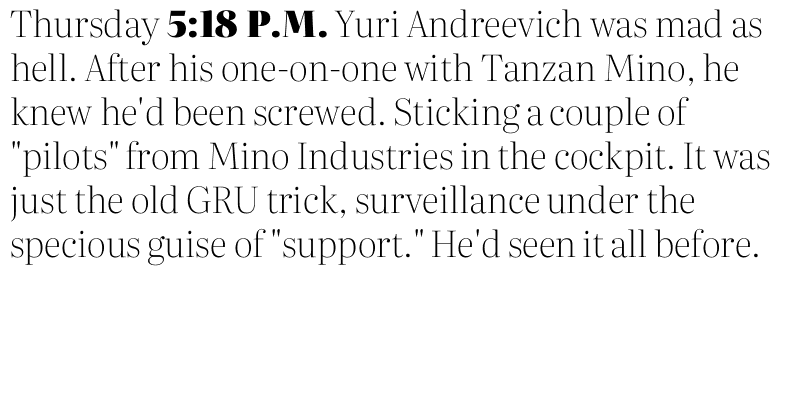 Thursday 5:18 P.M. Yuri Andreevich was mad as
hell. After his one-on-one with Tanzan Mino, he
knew he'd been screwed. Sticking a couple of
"pilots" from Mino Industries in the cockpit. It was
just the old GRU trick, surveillance under the
specious guise of "support." He'd seen it all before.